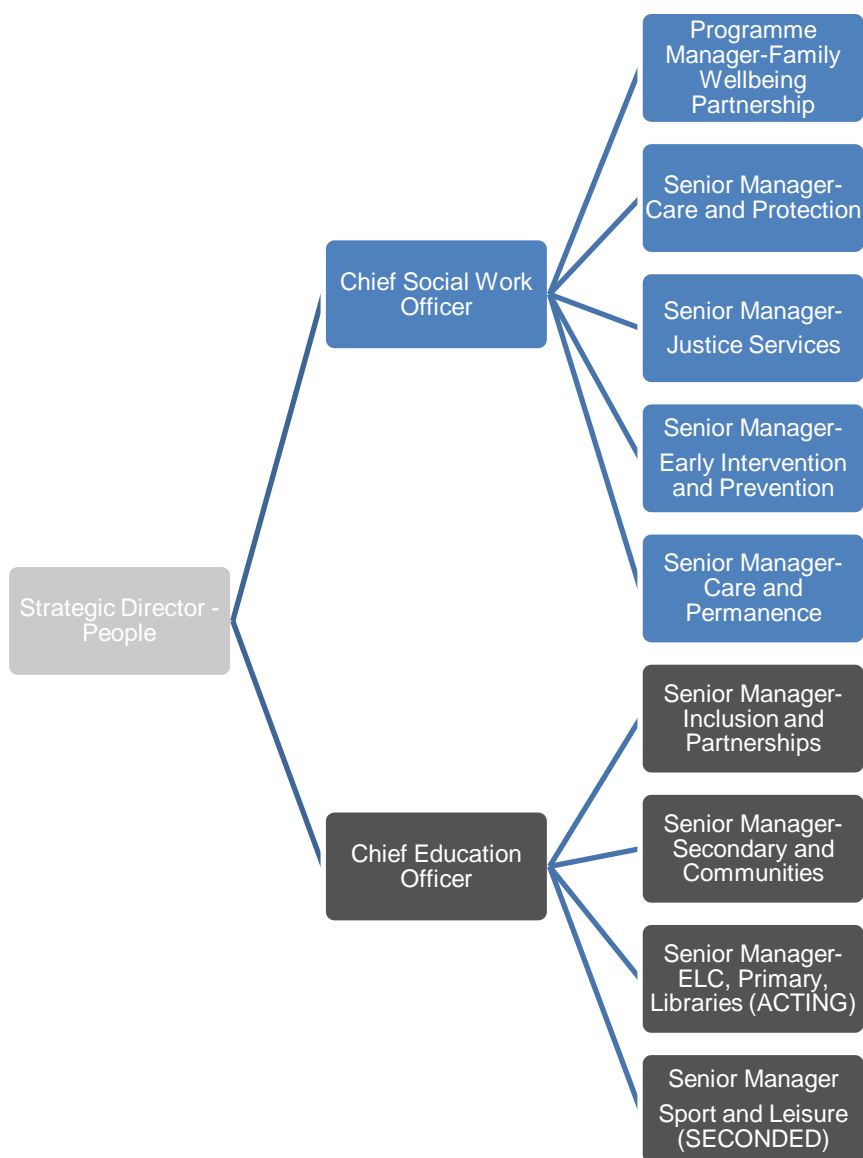 Programme
Manager-Family
Wellbeing
Partnership
Senior Manager-
Care and Protection
Chief Social Work
Officer
Senior Manager-
Justice Services
Senior Manager-
Early Intervention
and Prevention
Senior Manager-
Care and
Permanence
Strategic Director -
People
Senior Manager-
Inclusion and
Partnerships
Chief Education
Officer
Senior Manager-
Secondary and
Communities
Senior Manager-
ELC, Primary,
Libraries (ACTING)
Senior Manager
Sport and Leisure
(SECONDED)